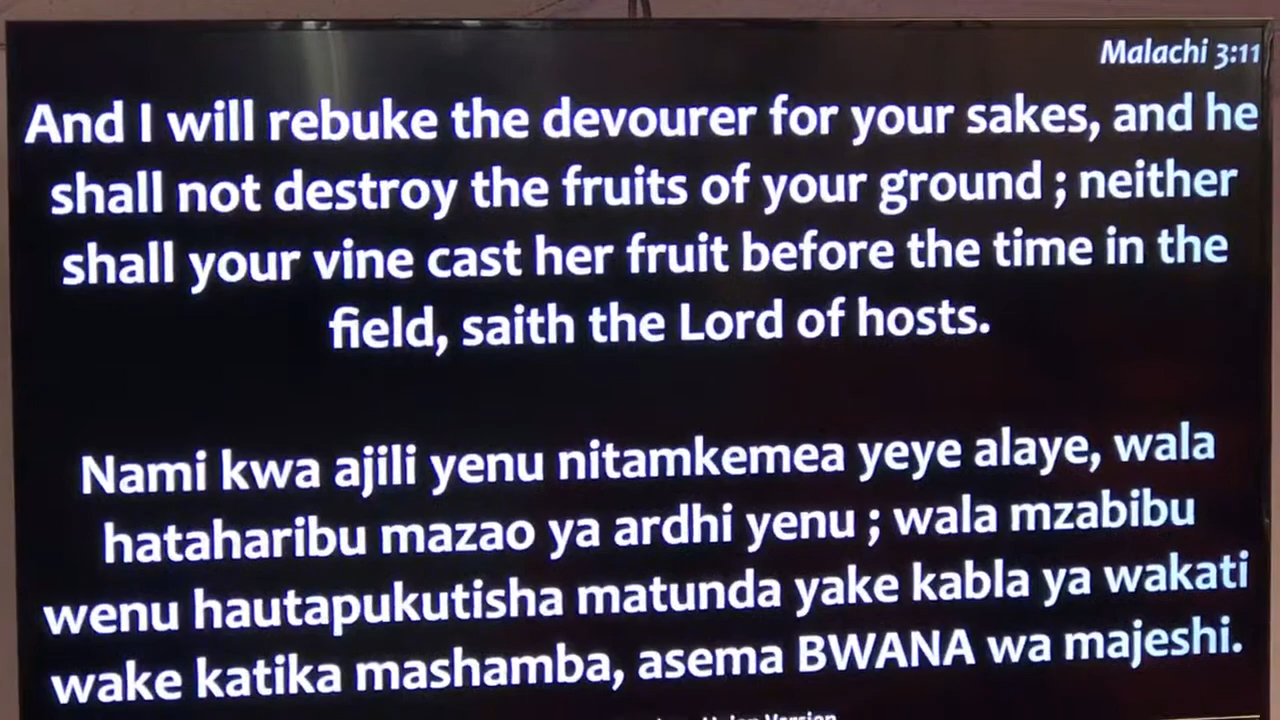 Malachi 3:11
And I will rebuke the devourer for your sakes, and he
shall not destroy the fruits of your ground ; neither
shall your vine cast her fruit before the time in the
field, saith the Lord of hosts.
Nami kwa ajili yenu nitamkemea yeye alaye, wala
hataharibu mazao ya ardhi yenu ; wala mzabibu
wenu hautapukutisha matunda yake kabla ya wakati
wake katika mashamba, asema BWANA wa majeshi.
Version